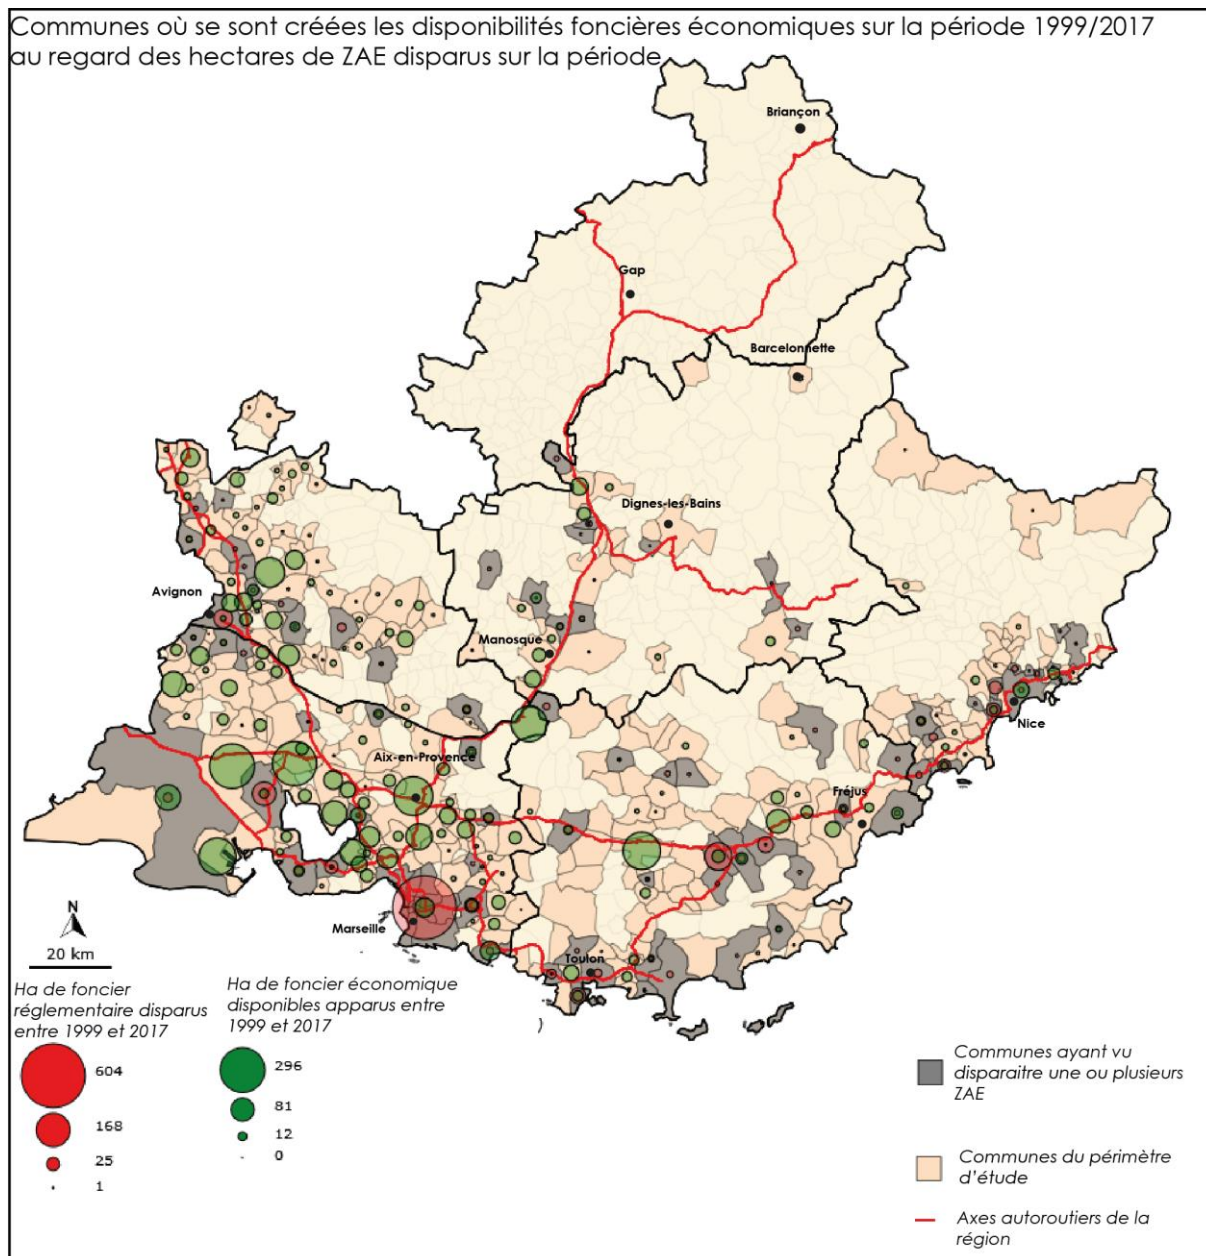 Communes où se sont créées les disponibilités foncières économiques sur la période 1999/2017
au regard des hectares de ZAE disparus sur la période
Briançon
Gap
Barcelonnette
Dignes-les-Bains
Avignon
Manosque
Nice
Aix-en-Provence
Fréjus
Marseille
Toulon
N
20 km
Ha de foncier
réglementaire disparus
entre 1999 et 2017
604
168
25
1
Ha de foncier économique
disponibles apparus entre
1999 et 2017
296
81
12
0
Communes ayant vu
disparaitre une ou plusieurs
ZAE
Communes du périmètre
d'étude
Axes autoroutiers de la
région